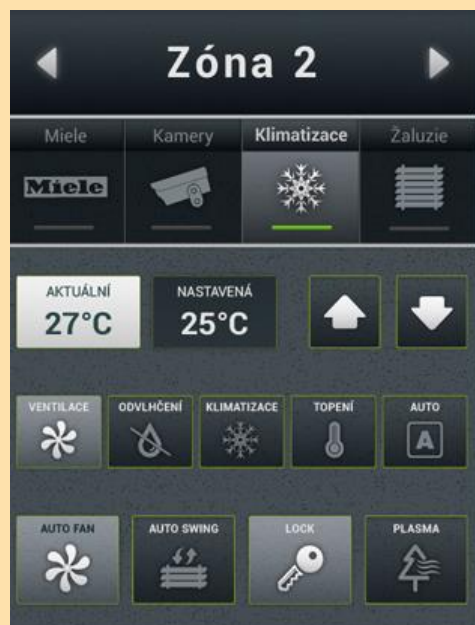 Zóna 2
Miele Kamery Klimatizace Žaluzie
Miele
AKTUÁLNÍ NASTAVENÁ
27°C 25°C
VENTILACE ODVLHČENÍ KLIMATIZACE TOPENÍ AUTO
A
AUTO FAN AUTO SWING LOCK PLASMA